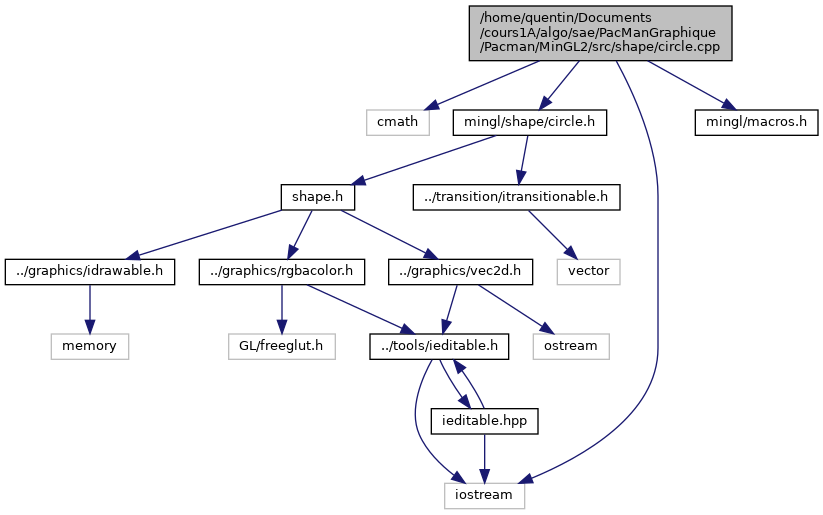 /home/quentin/Documents
/cours1A/algo/sae/PacManGraphique
/Pacman/MinGL2/src/shape/circle.cpp
cmath
mingl/shape/circle.h
mingl/macros.h
shape.h
../transition/itransitionable.h
../graphics/idrawable.h
../graphics/rgbacolor.h
../graphics/vec2d.h
vector
memory
GL/freeglut.h
../tools/ieditable.h
ostream
ieditable.hpp
iostream